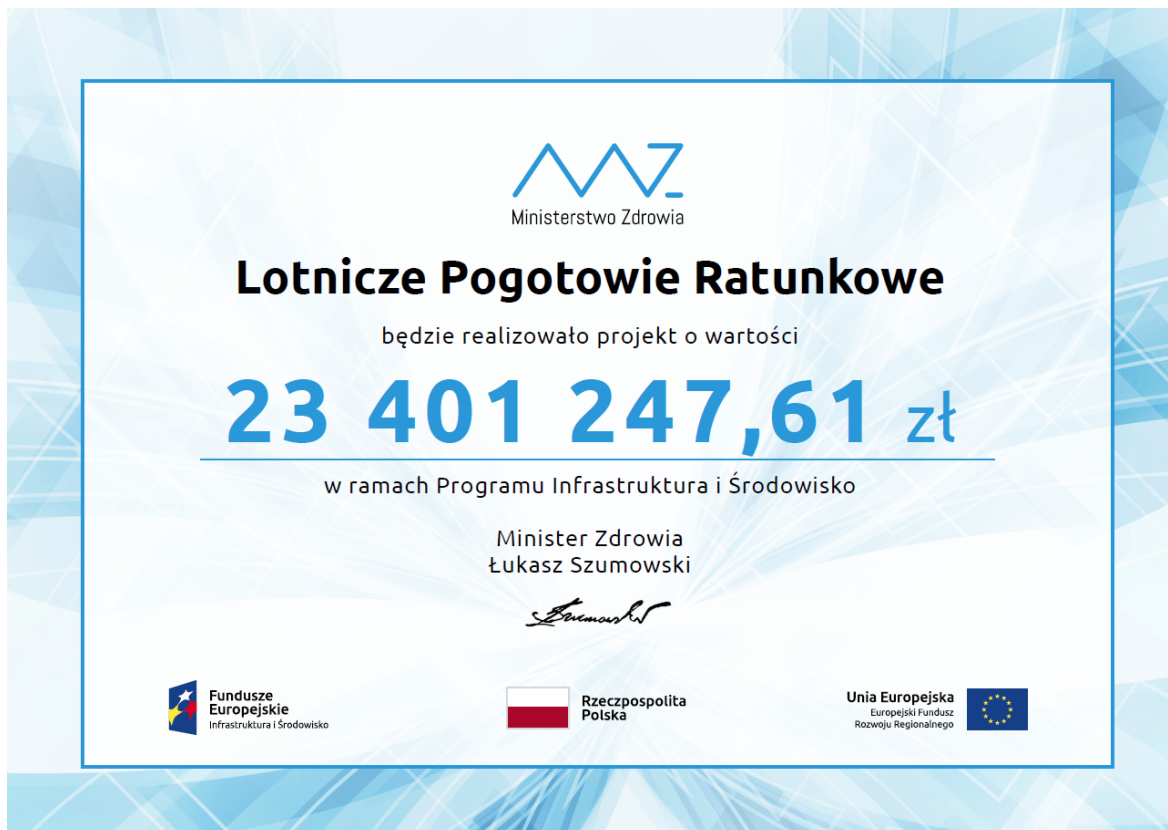 MZ
Ministerstwo Zdrowia
Lotnicze Pogotowie Ratunkowe
będzie realizowało projekt o wartości
23 401 247,61 zł
w ramach Programu Infrastruktura i Środowisko
Minister Zdrowia
Łukasz Szumowski
Fundusze
Europejskie
Infrastruktura i Środowisko
Rzeczpospolita
Polska
Unia Europejska
Europejski Fundusz
Rozwoju Regionalnego